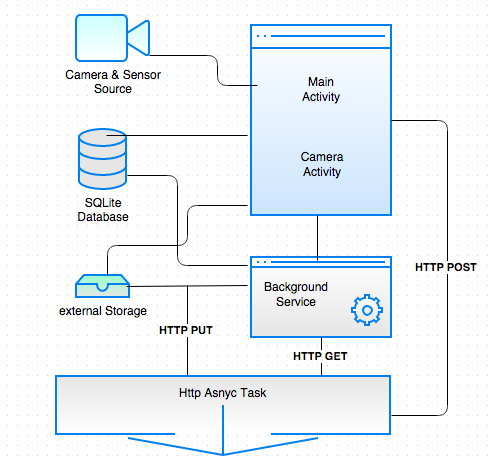 Camera & Sensor
Source
Main
Activity
Camera
Activity
SQLite
Database
external Storage
Background
Service
HTTP POST
HTTP PUT
HTTP GET
Http Asnyc Task